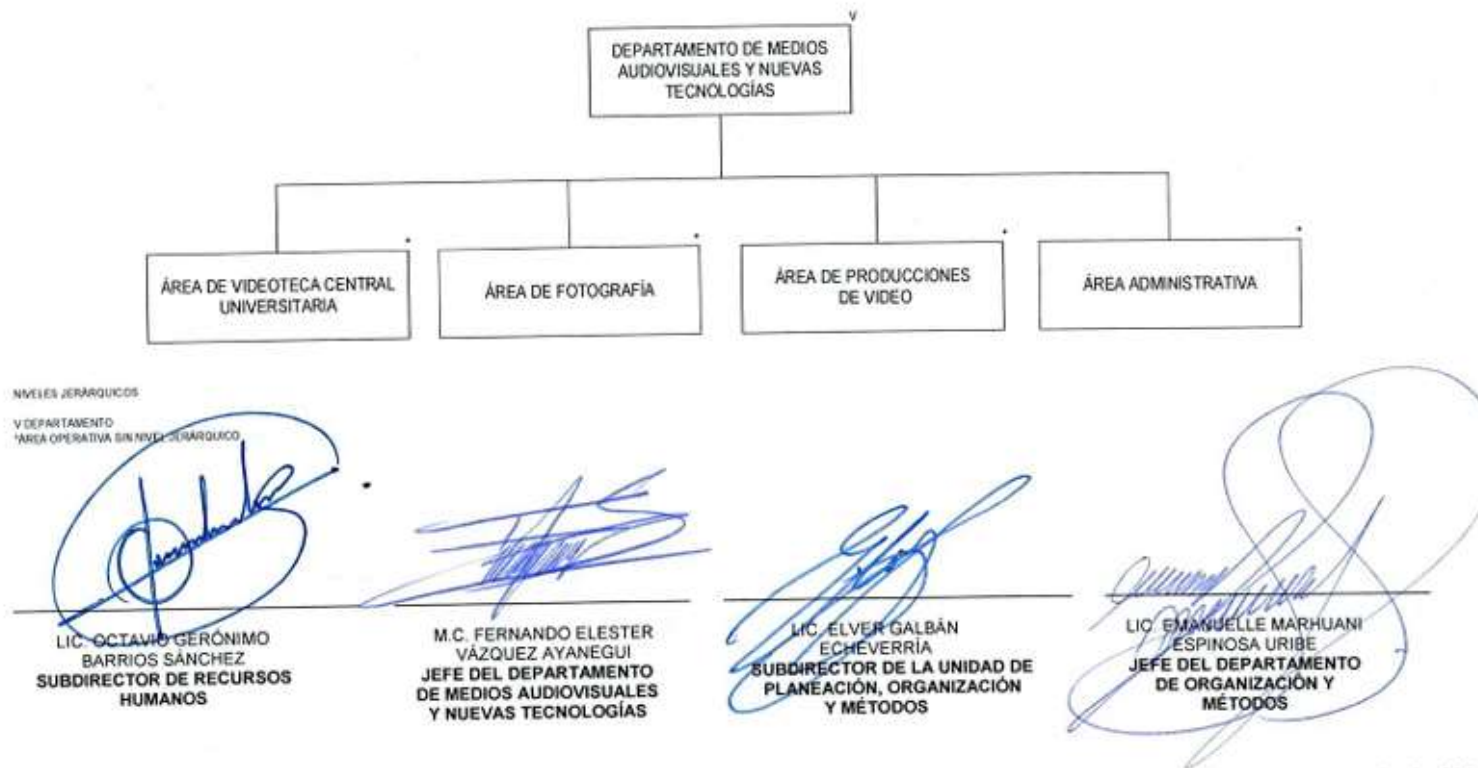 V
DEPARTAMENTO DE MEDIOS
AUDIOVISUALES Y NUEVAS
TECNOLOGÍAS
*
ÁREA DE VIDEOTECA CENTRAL
UNIVERSITARIA
*
ÁREA DE FOTOGRAFÍA
*
ÁREA DE PRODUCCIONES
DE VIDEO
*
ÁREA ADMINISTRATIVA
NIVELES JERÁRQUICOS
V DEPARTAMENTO
*ÁREA OPERATIVA SIN NIVEL JERÁRQUICO
LIC. OCTAVIO GERÓNIMO
BARRIOS SÁNCHEZ
SUBDIRECTOR DE RECURSOS
HUMANOS
M.C. FERNANDO ELESTER
VÁZQUEZ AYANEGUI
JEFE DEL DEPARTAMENTO
DE MEDIOS AUDIOVISUALES
Y NUEVAS TECNOLOGÍAS
LIC. ELVER GALBÁN
ECHEVERRÍA
SUBDIRECTOR DE LA UNIDAD DE
PLANEACIÓN, ORGANIZACIÓN
Y MÉTODOS
LIC. EMANUELLE MARHUANI
ESPINOSA URIBE
JEFE DEL DEPARTAMENTO
DE ORGANIZACIÓN Y
MÉTODOS